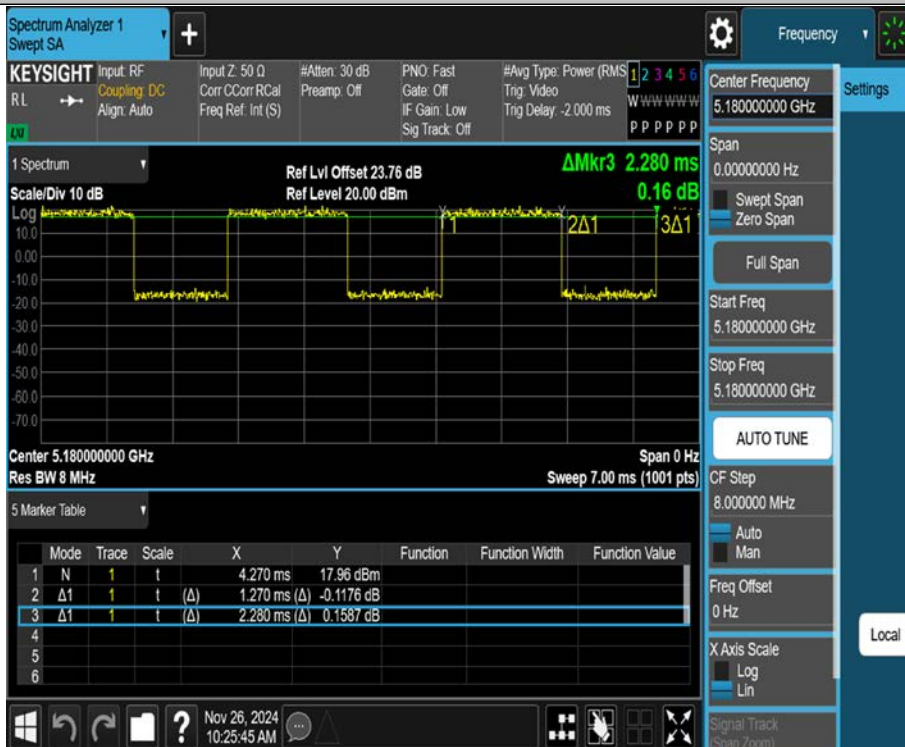 Spectrum Analyzer 1
Swept SA
+
Frequency
KEYSIGHT
RL
LXI
Input: RF
Coupling: DC
Align: Auto
Input Z: 50 Ω
Corr CCorr RCal
Freq Ref: Int (S)
#Atten: 30 dB
Preamp: Off
PNO: Fast
Gate: Off
IF Gain: Low
Sig Track: Off
#Avg Type: Power (RMS
Trig: Video
Trig Delay: -2.000 ms
1 2 3 4 5 6
W W W W W W
P P P P P P
1 Spectrum
Scale/Div 10 dB
Ref Lvl Offset 23.76 dB
Ref Level 20.00 dBm
ΔMkr3 2.280 ms
0.16 dB
Log
10.0
0.00
-10.0
-20.0
-30.0
-40.0
-50.0
-60.0
-70.0
1
2Δ1
3Δ1
Center 5.180000000 GHz
Res BW 8 MHz
Span 0 Hz
Sweep 7.00 ms (1001 pts)
5 Marker Table
Mode Trace Scale X Y Function Function Width Function Value
1 N 1 t 4.270 ms 17.96 dBm
2 Δ1 1 t (Δ) 1.270 ms (Δ) -0.1176 dB
3 Δ1 1 t (Δ) 2.280 ms (Δ) 0.1587 dB
4
5
6
?
Nov 26, 2024
10:25:45 AM
Center Frequency
5.180000000 GHz
Span
0.00000000 Hz
Swept Span
Zero Span
Full Span
Start Freq
5.180000000 GHz
Stop Freq
5.180000000 GHz
AUTO TUNE
CF Step
8.000000 MHz
Auto
Man
Freq Offset
0 Hz
X Axis Scale
Log
Lin
Signal Track
(Span Zoom)
Settings
Local